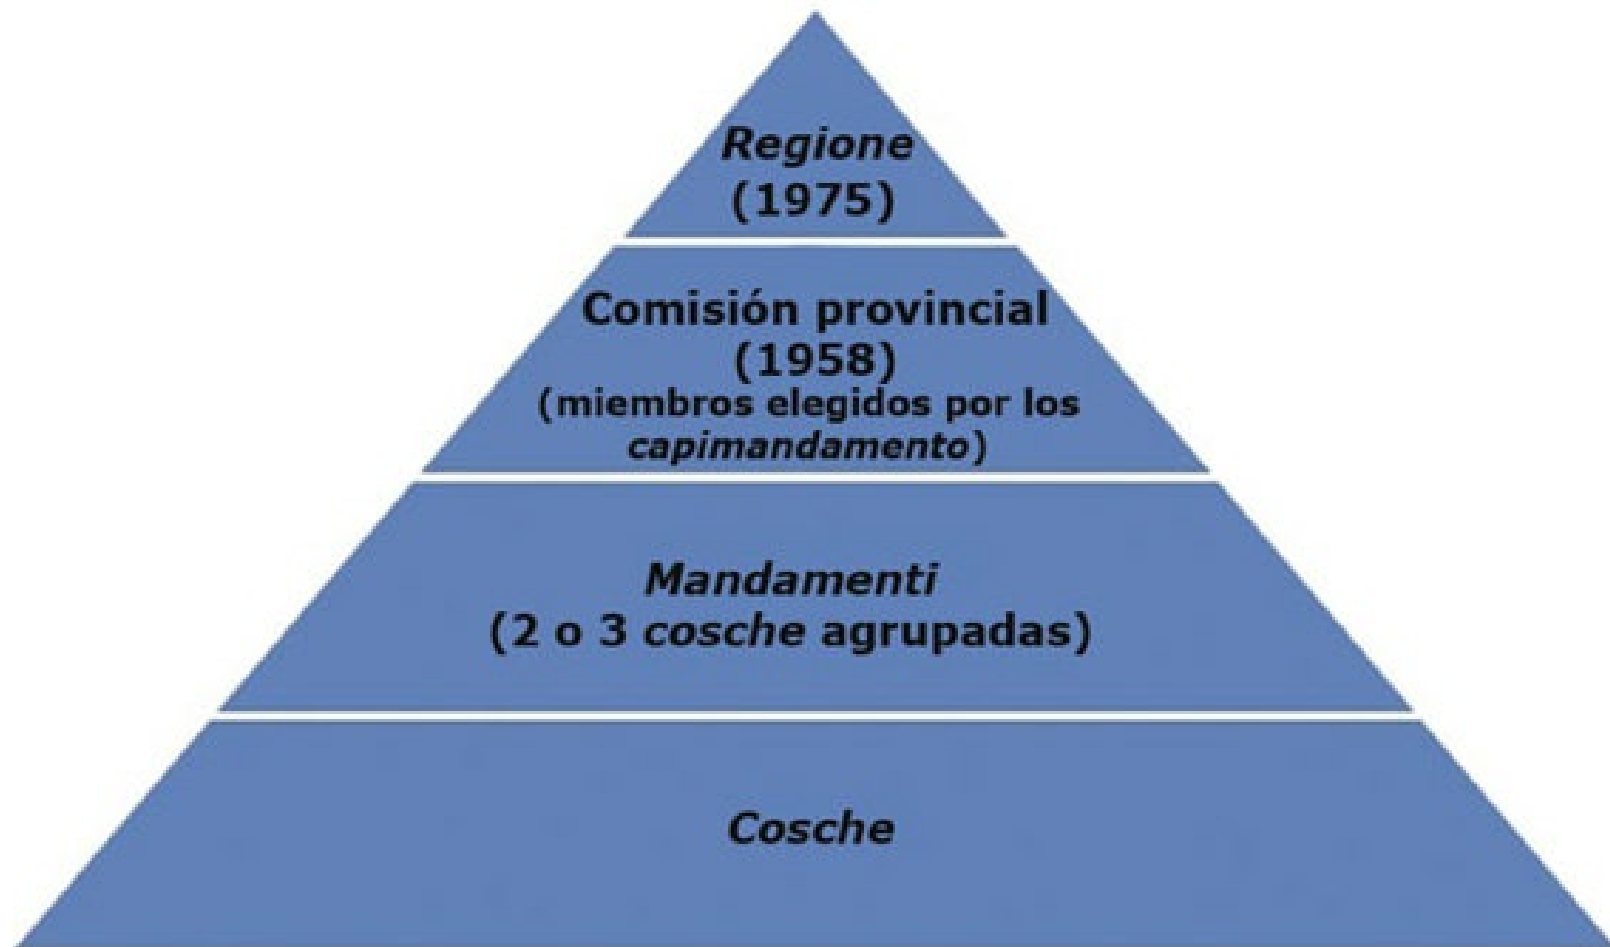 Regione
(1975)
Comisión provincial
(1958)
(miembros elegidos por los
capimandamento)
Mandamenti
(2 o 3 cosche agrupadas)
Cosche